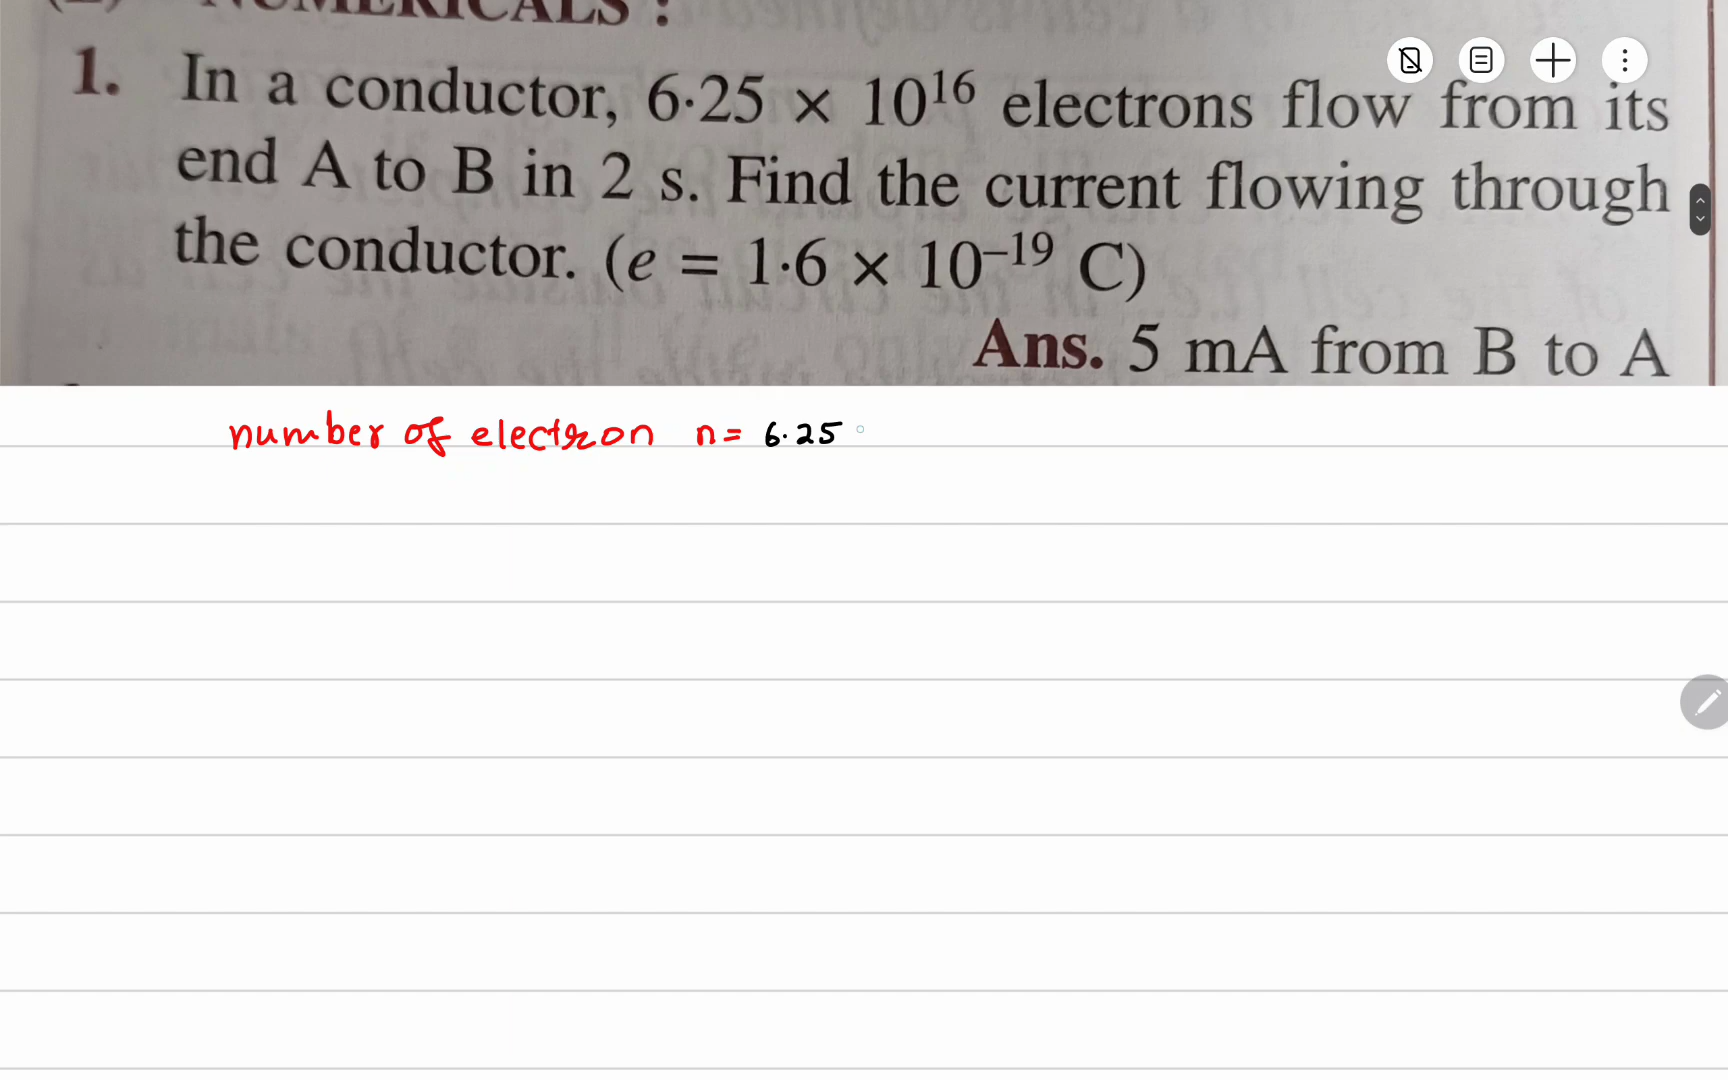 NUMERICALS :
1. In a conductor, 6·25 × 10¹⁶ electrons flow from its
end A to B in 2 s. Find the current flowing through
the conductor. (e = 1·6 × 10⁻¹⁹ C)
Ans. 5 mA from B to A
number of electron n = 6.25